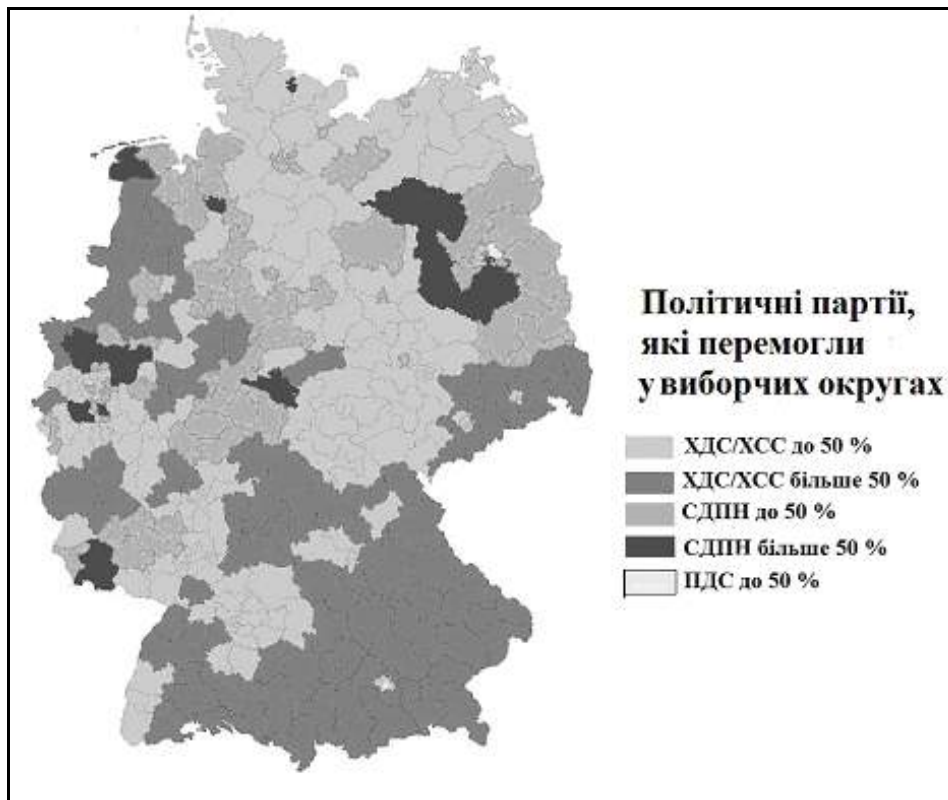 Політичні партії,
які перемогли
у виборчих округах
ХДС/ХСС до 50 %
ХДС/ХСС більше 50 %
СДПН до 50 %
СДПН більше 50 %
ПДС до 50 %